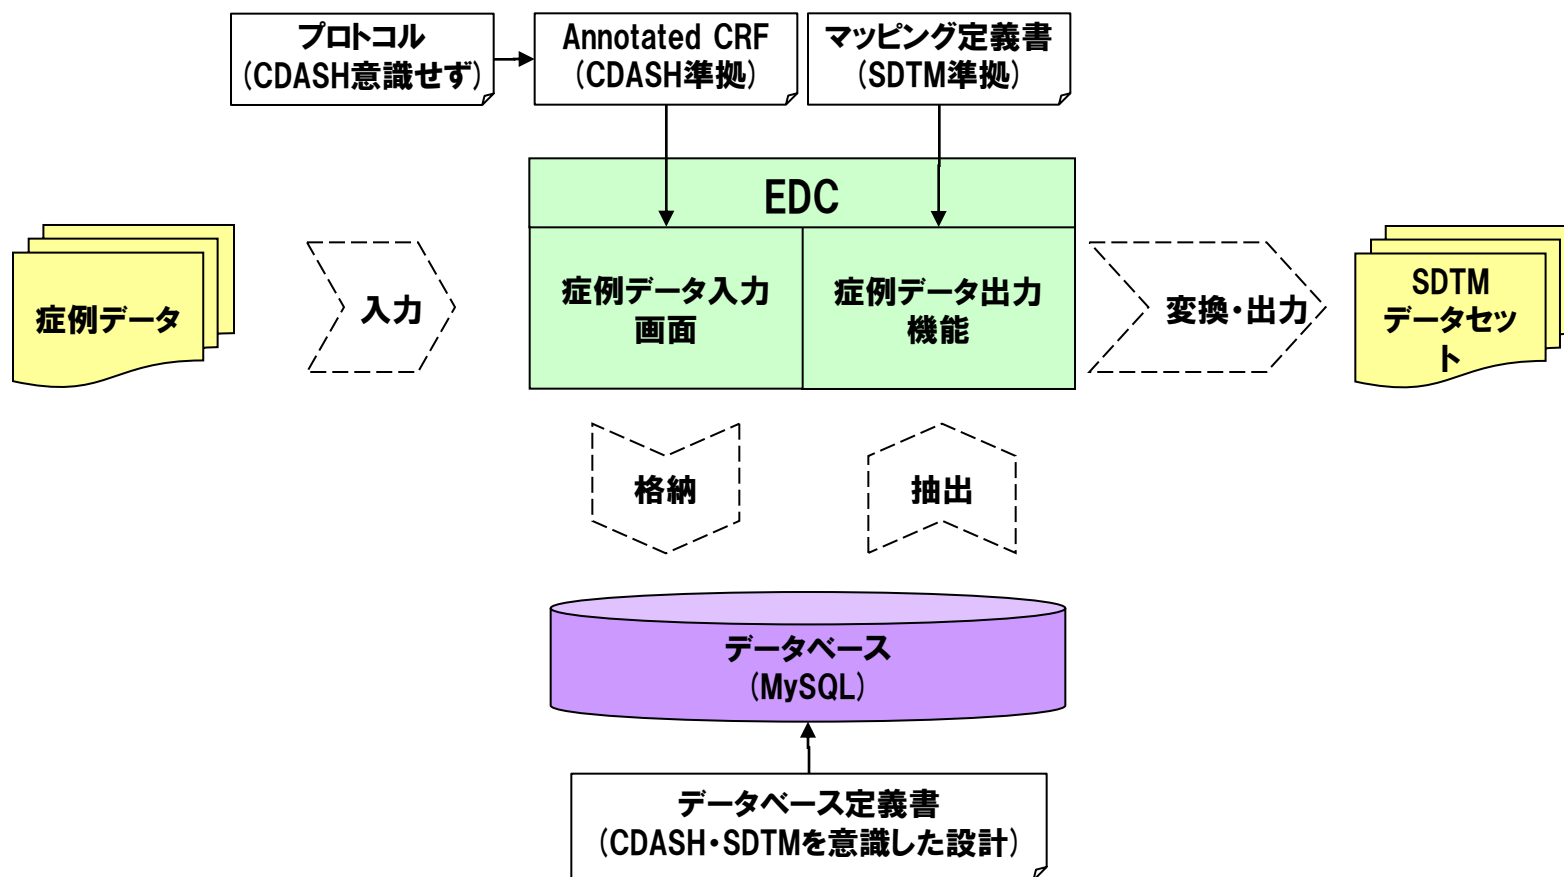 プロトコル
(CDASH意識せず)
Annotated CRF
(CDASH準拠)
マッピング定義書
(SDTM準拠)
EDC
症例データ
入力
症例データ入力
画面
症例データ出力
機能
変換・出力
SDTM
データセッ
ト
格納
抽出
データベース
(MySQL)
データベース定義書
(CDASH・SDTMを意識した設計)